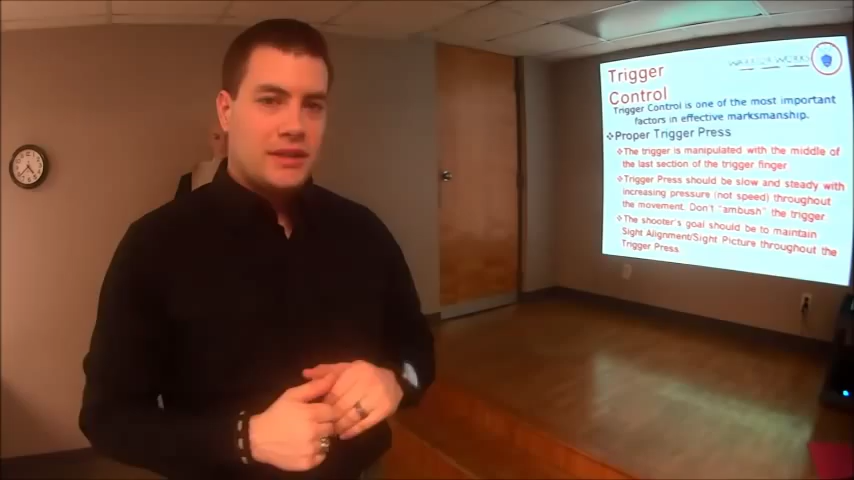 WARRIOR WORKS
Trigger
Control
Trigger Control is one of the most important
factors in effective marksmanship.
❖Proper Trigger Press
❖The trigger is manipulated with the middle of
the last section of the trigger finger
❖Trigger Press should be slow and steady with
increasing pressure (not speed) throughout
the movement. Don't "ambush" the trigger
❖The shooter's goal should be to maintain
Sight Alignment/Sight Picture throughout the
Trigger Press.